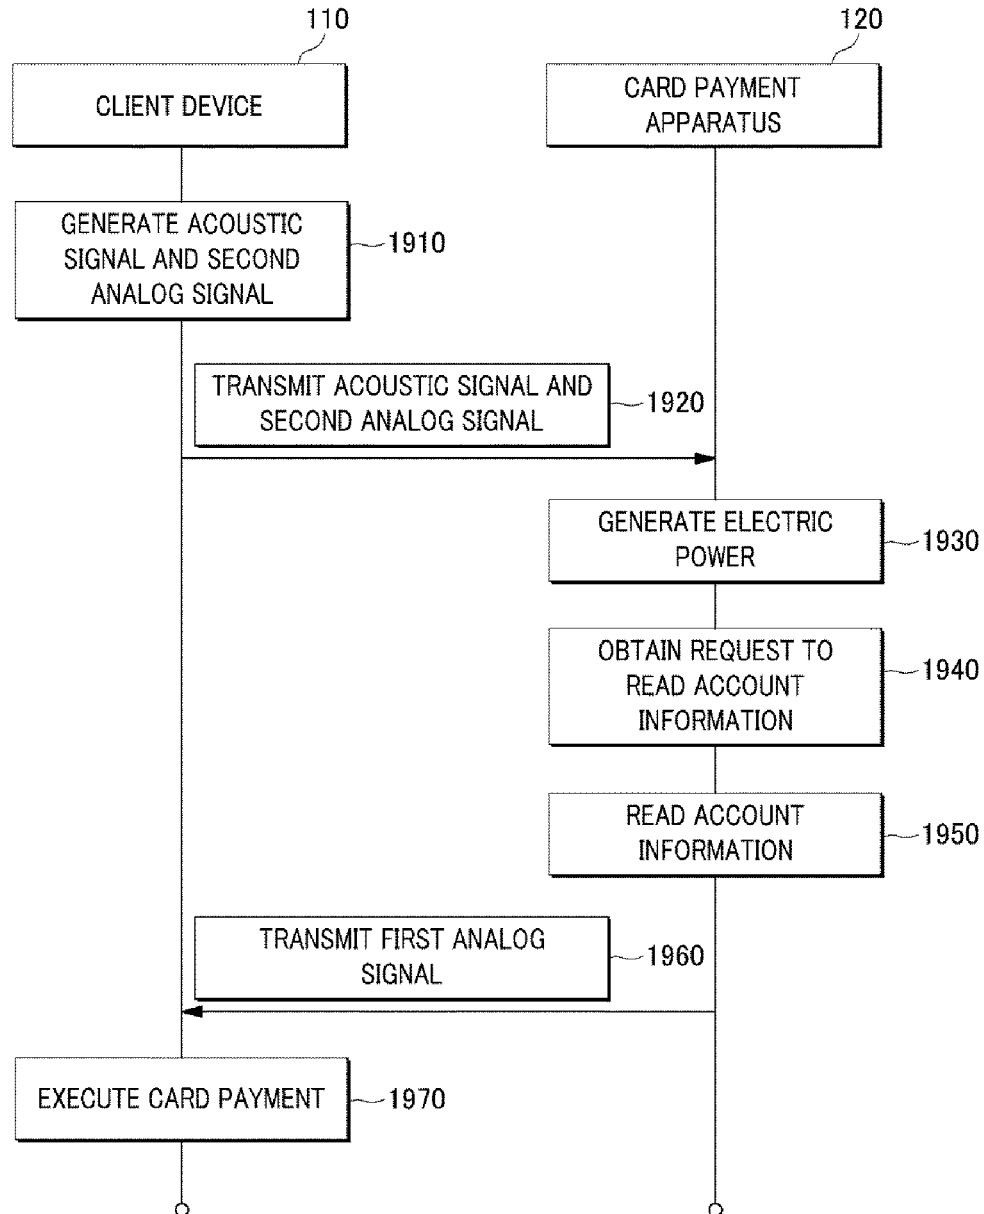 110
120
CLIENT DEVICE
CARD PAYMENT
APPARATUS
GENERATE ACOUSTIC
SIGNAL AND SECOND
ANALOG SIGNAL
1910
TRANSMIT ACOUSTIC SIGNAL AND
SECOND ANALOG SIGNAL
1920
GENERATE ELECTRIC
POWER
1930
OBTAIN REQUEST TO
READ ACCOUNT
INFORMATION
1940
READ ACCOUNT
INFORMATION
1950
TRANSMIT FIRST ANALOG
SIGNAL
1960
EXECUTE CARD PAYMENT
1970